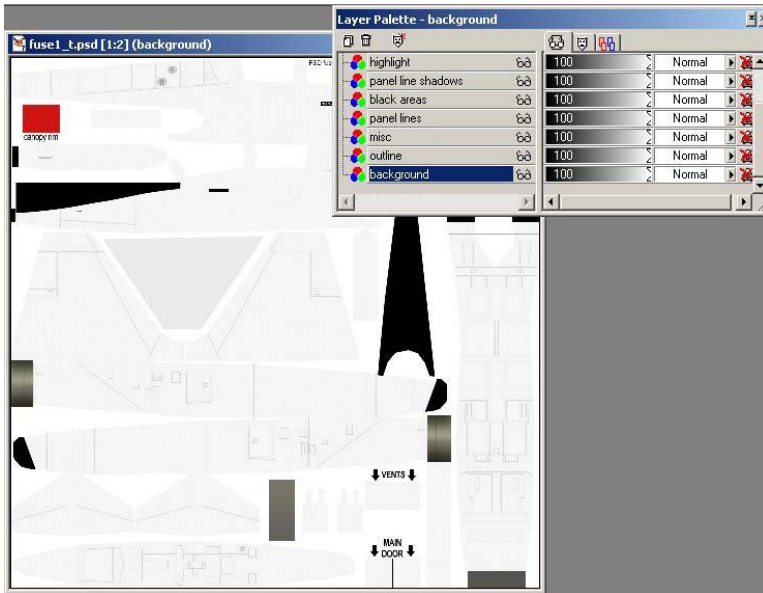 Layer Palette - background
fuse1_t.psd [1:2] (background)
highlight 100 Normal
panel line shadows 100 Normal
black areas 100 Normal
panel lines 100 Normal
misc 100 Normal
outline 100 Normal
background 100 Normal
canopy rim
VENTS
MAIN
DOOR